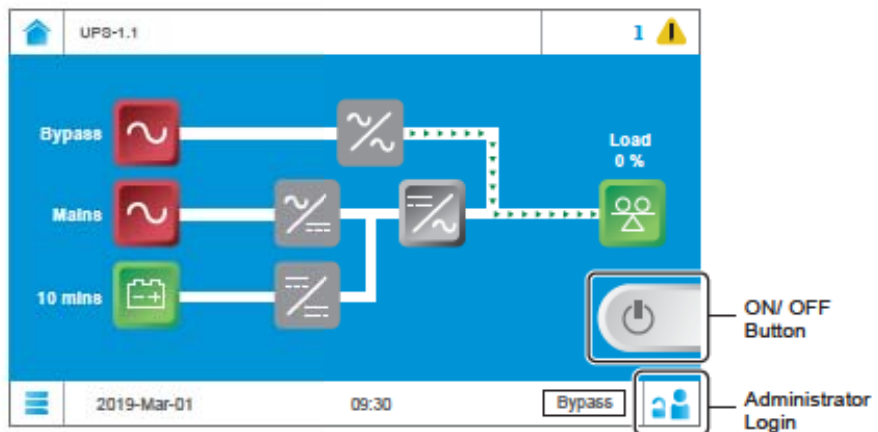 UPS-1.1
1
Bypass
Load
0 %
Mains
10 mins
ON/ OFF
Button
2019-Mar-01
09:30
Bypass
Administrator
Login